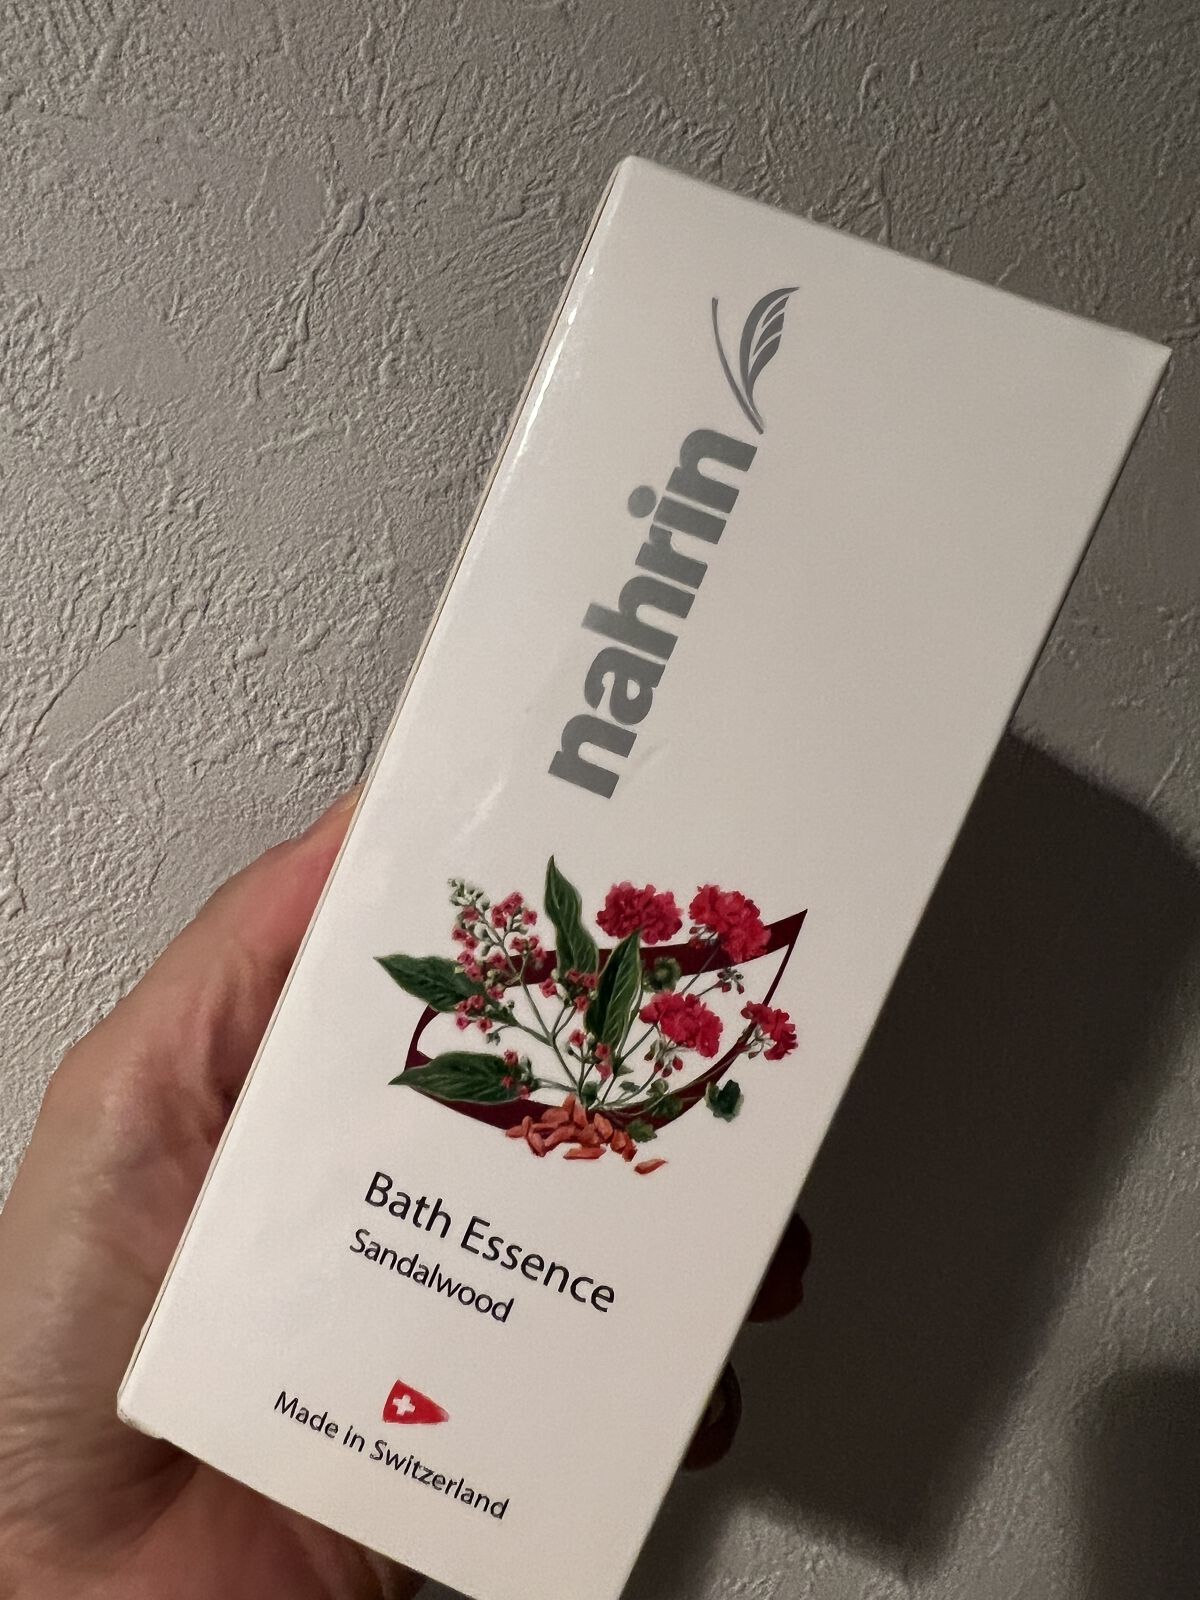 nahrin
Bath Essence
Sandalwood
Made in Switzerland